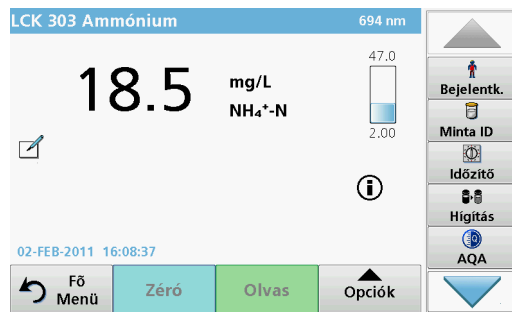 LCK 303 Ammónium 694 nm
47.0
18.5 mg/L
NH₄⁺-N
2.00
02-FEB-2011 16:08:37
Fõ
Menü
Zéró
Olvas
Opciók
Bejelentk.
Minta ID
Időzítő
Hígítás
AQA